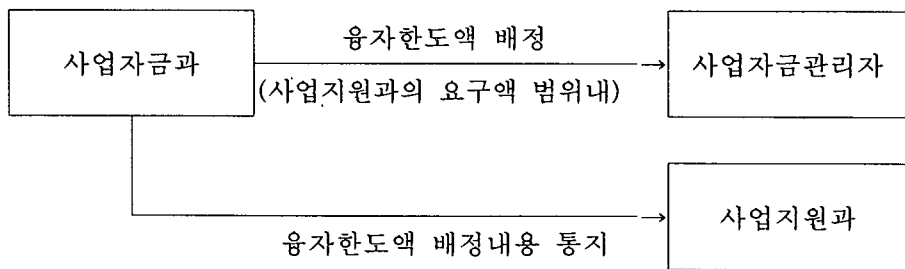 융자한도액 배정
사업자금과
사업자금관리자
(사업지원과의 요구액 범위내)
사업지원과
융자한도액 배정내용 통지